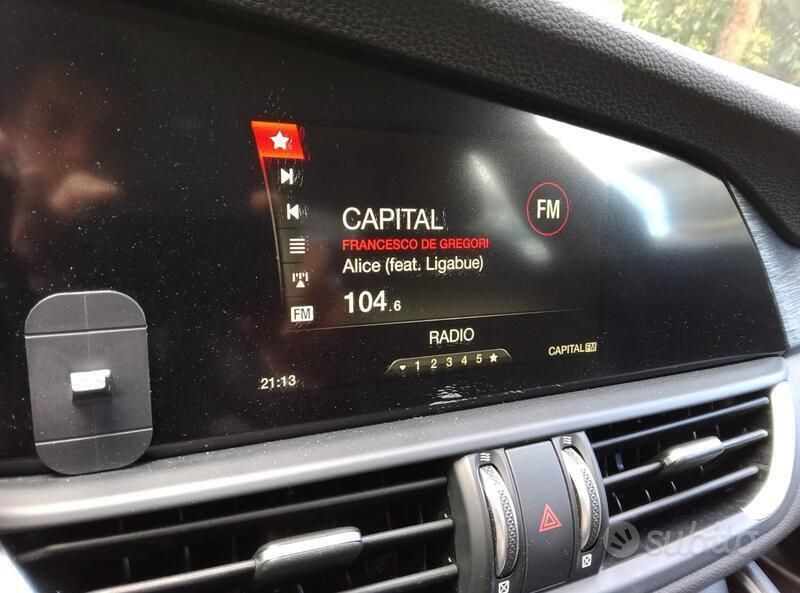 CAPITAL
FM
FRANCESCO DE GREGORI
Alice (feat. Ligabue)
104.6
FM
RADIO
1 2 3 4 5
CAPITAL FM
21:13
subito